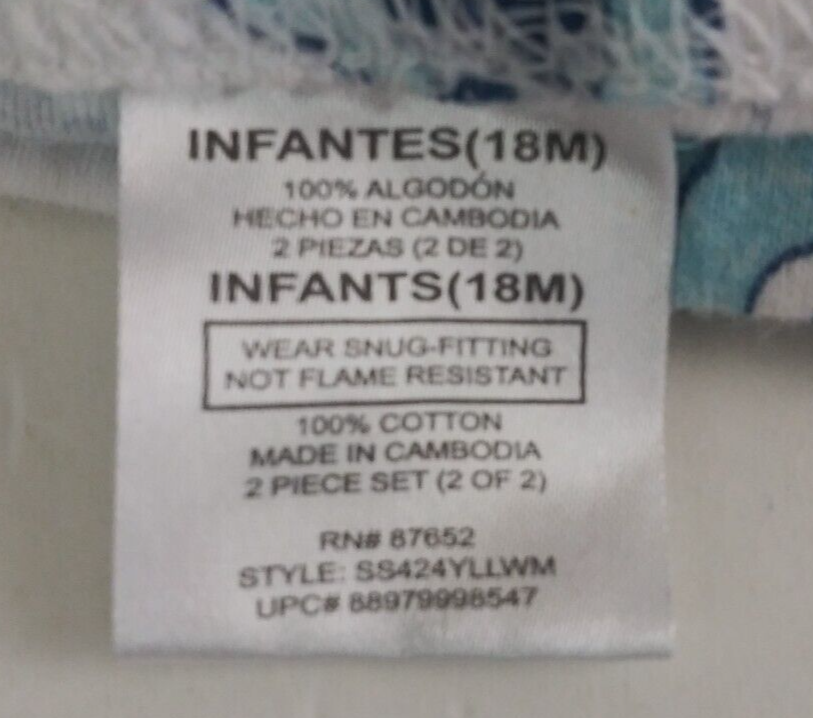 INFANTES(18M)
100% ALGODÓN
HECHO EN CAMBODIA
2 PIEZAS (2 DE 2)
INFANTS(18M)
WEAR SNUG-FITTING
NOT FLAME RESISTANT
100% COTTON
MADE IN CAMBODIA
2 PIECE SET (2 OF 2)
RN# 87652
STYLE: SS424YLLWM
UPC# 88979998547